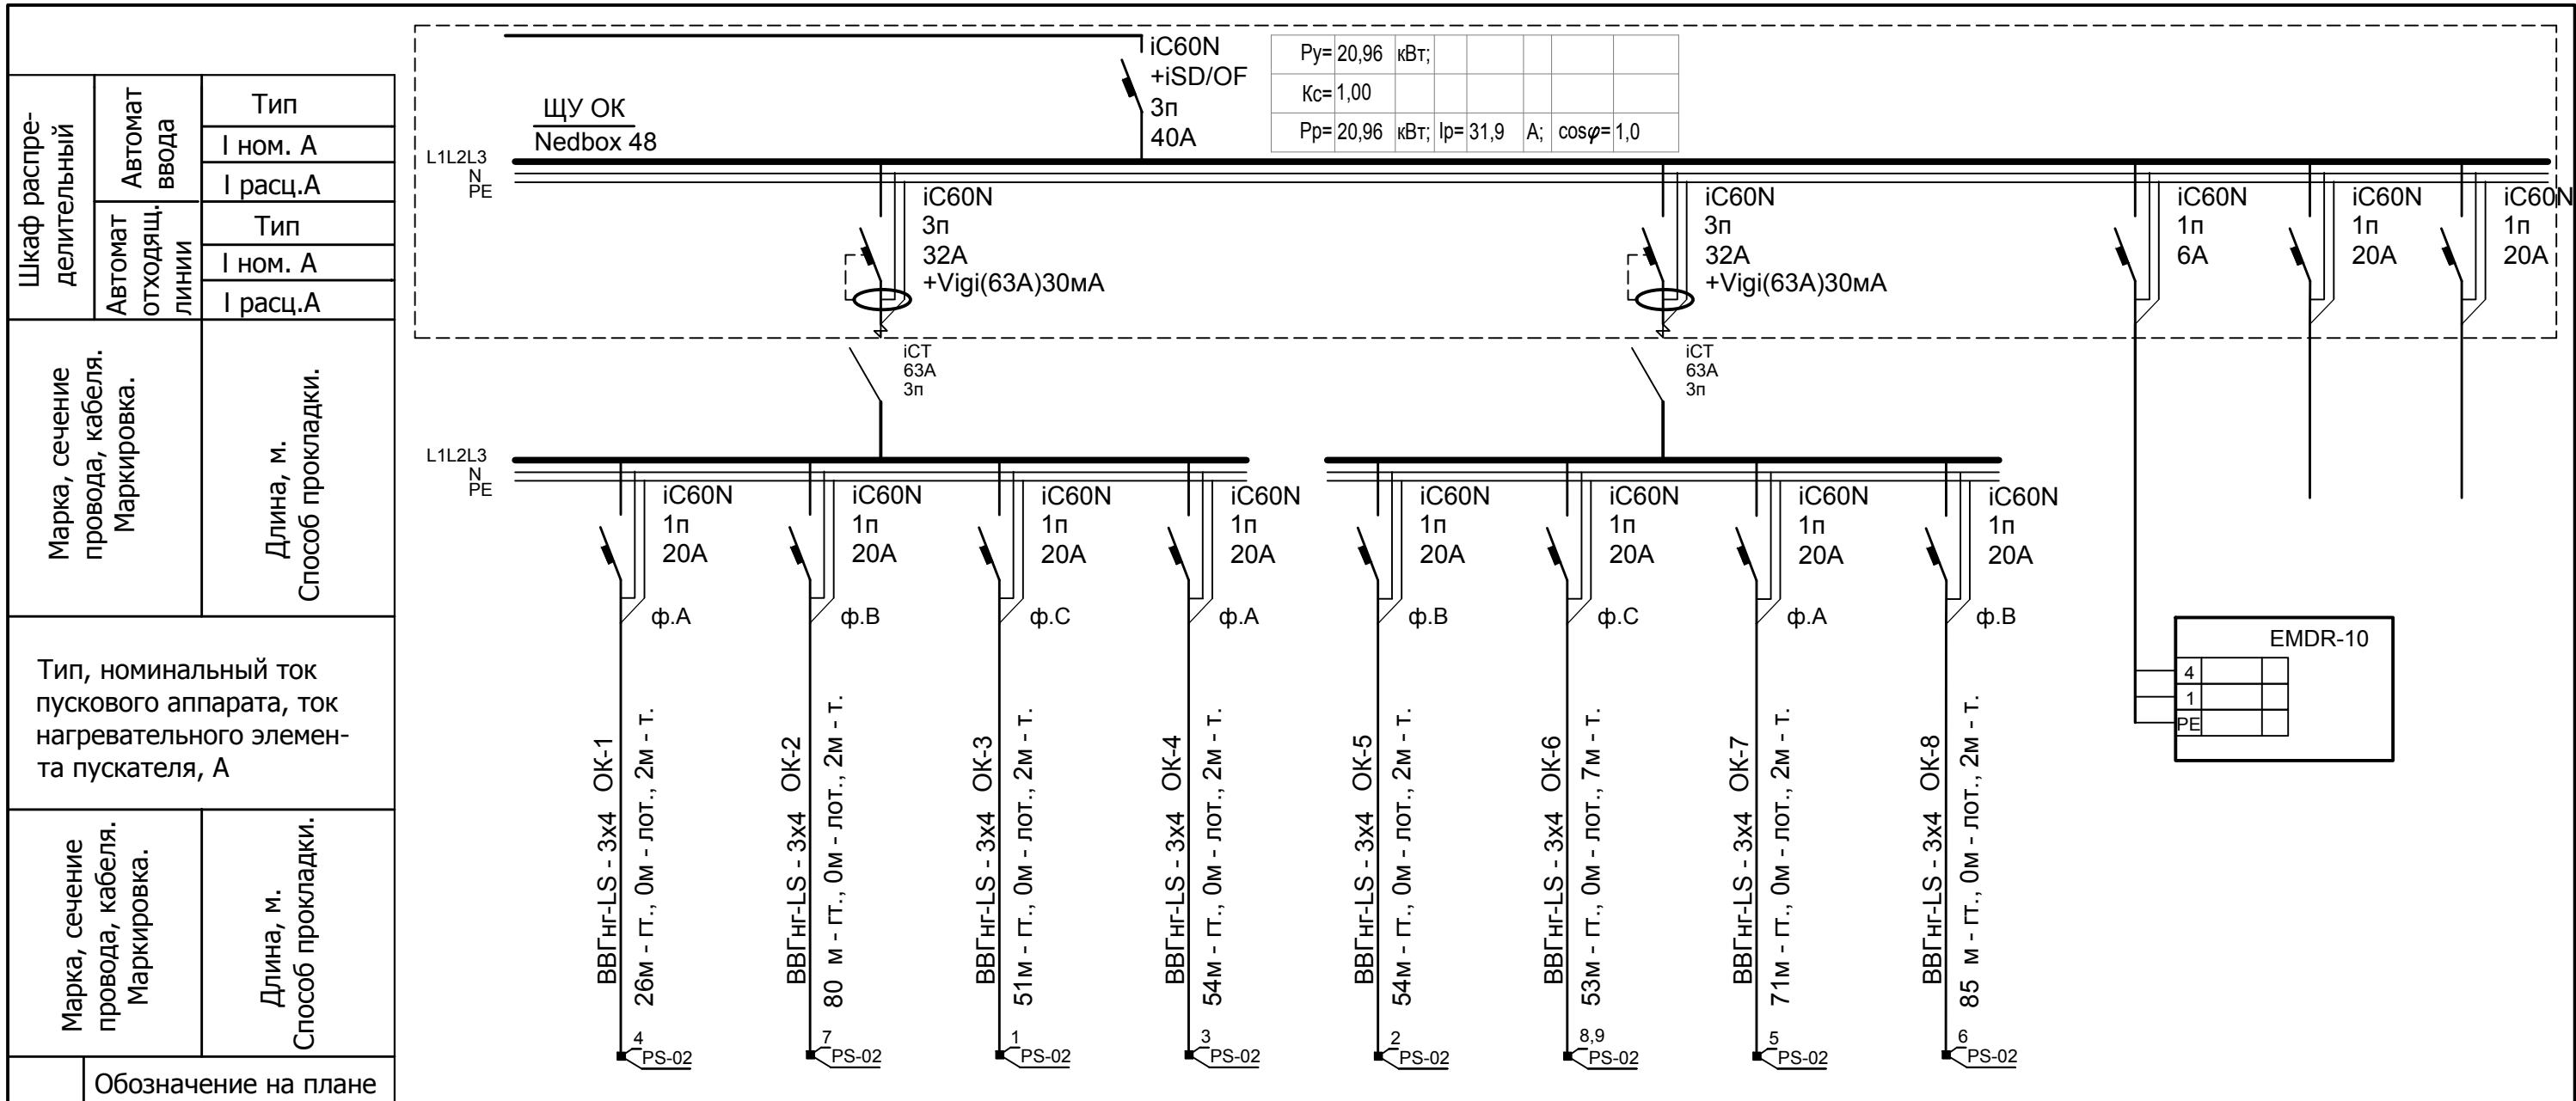 Шкаф распре-
делительный
Автомат
ввода
Тип
I ном. А
I расц.А
Автомат
отходящ.
линии
Тип
I ном. А
I расц.А
Марка, сечение
провода, кабеля.
Маркировка.
Длина, м.
Способ прокладки.
Тип, номинальный ток
пускового аппарата, ток
нагревательного элемен-
та пускателя, А
Марка, сечение
провода, кабеля.
Маркировка.
Длина, м.
Способ прокладки.
Обозначение на плане
ЩУ ОК
Nedbox 48
iC60N
+iSD/OF
3п
40А
Ру= 20,96 кВт;
Кс= 1,00
Рр= 20,96 кВт; Iр= 31,9 А; cosφ= 1,0
L1L2L3
N
PE
iC60N
3п
32А
+Vigi(63А)30мА
iC60N
3п
32А
+Vigi(63А)30мА
iC60N
1п
6А
iC60N
1п
20А
iC60N
1п
20А
iCT
63А
3п
iCT
63А
3п
L1L2L3
N
PE
iC60N
1п
20А
ф.А
iC60N
1п
20А
ф.В
iC60N
1п
20А
ф.С
iC60N
1п
20А
ф.А
iC60N
1п
20А
ф.В
iC60N
1п
20А
ф.С
iC60N
1п
20А
ф.А
iC60N
1п
20А
ф.В
EMDR-10
4
1
PE
ВВГнг-LS - 3х4 ОК-1
26м - гт., 0м - лот., 2м - т.
ВВГнг-LS - 3х4 ОК-2
80 м - гт., 0м - лот., 2м - т.
ВВГнг-LS - 3х4 ОК-3
51м - гт., 0м - лот., 2м - т.
ВВГнг-LS - 3х4 ОК-4
54м - гт., 0м - лот., 2м - т.
ВВГнг-LS - 3х4 ОК-5
54м - гт., 0м - лот., 2м - т.
ВВГнг-LS - 3х4 ОК-6
53м - гт., 0м - лот., 7м - т.
ВВГнг-LS - 3х4 ОК-7
71м - гт., 0м - лот., 2м - т.
ВВГнг-LS - 3х4 ОК-8
85 м - гт., 0м - лот., 2м - т.
4
PS-02
7
PS-02
1
PS-02
3
PS-02
2
PS-02
8,9
PS-02
5
PS-02
6
PS-02